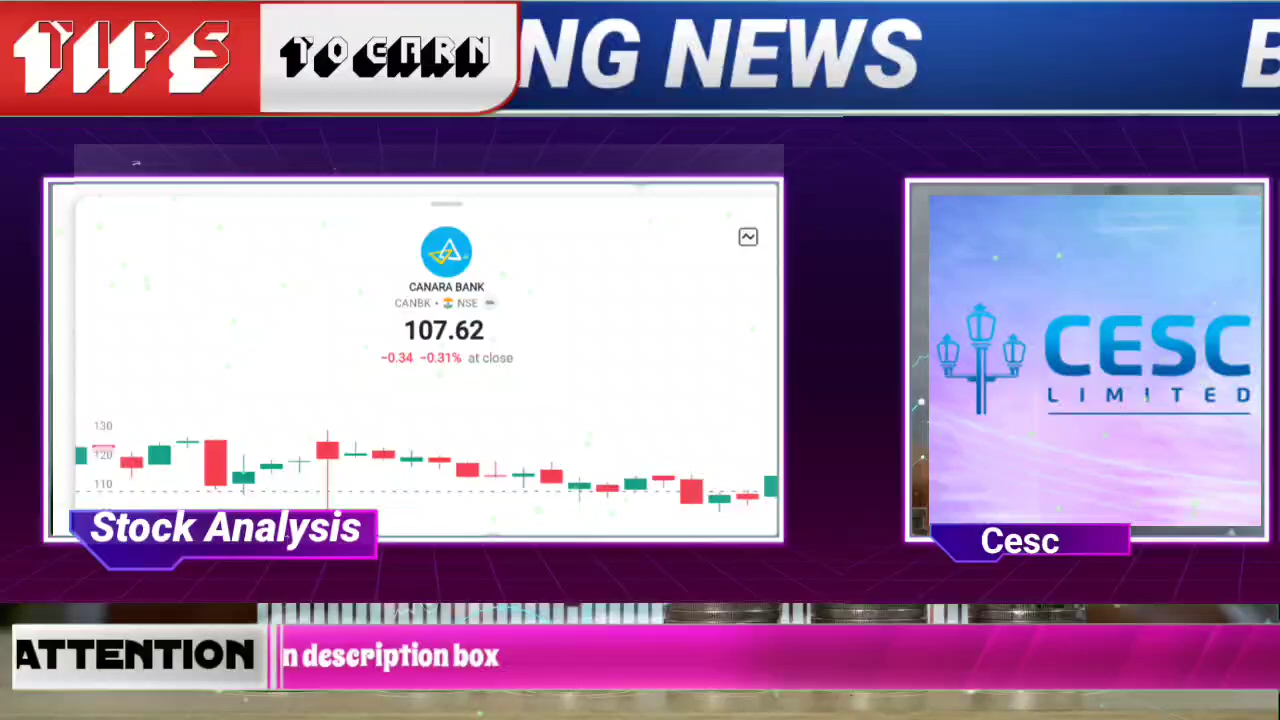 TIPS
TO EARN
NG NEWS
B
CANARA BANK
CANBK • NSE
107.62
−0.34 −0.31% at close
130
120
110
Stock Analysis
CESC
LIMITED
Cesc
ATTENTION
n description box